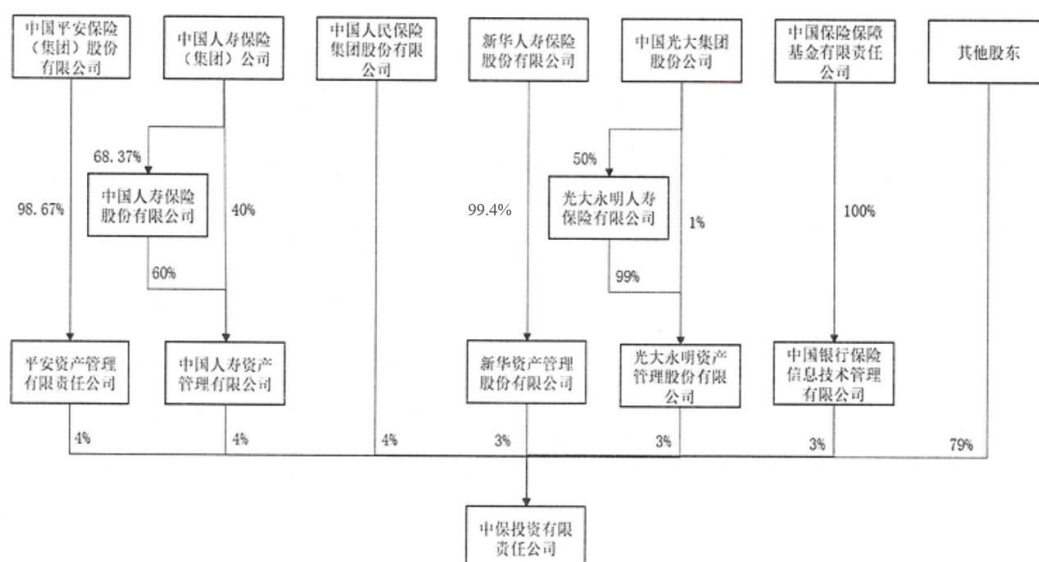 中国平安保险
（集团）股份
有限公司
中国人寿保险
（集团）公司
中国人民保险
集团股份有限
公司
新华人寿保险
股份有限公司
中国光大集团
股份公司
中国保险保障
基金有限责任
公司
其他股东
68.37%
50%
中国人寿保险
股份有限公司
光大永明人寿
保险有限公司
98.67%
40%
99.4%
1%
100%
60%
99%
平安资产管理
有限责任公司
中国人寿资产
管理有限公司
新华资产管理
股份有限公司
光大永明资产
管理股份有限
公司
中国银行保险
信息技术管理
有限公司
4%
4%
4%
3%
3%
3%
79%
中保投资有限
责任公司